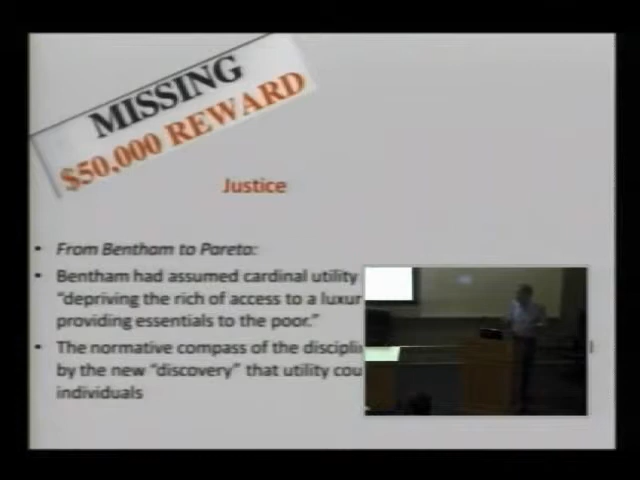 MISSING
$50,000 REWARD
Justice
• From Bentham to Pareto:
• Bentham had assumed cardinal utility
“depriving the rich of access to a luxur
providing essentials to the poor.”
• The normative compass of the disciplin
by the new “discovery” that utility cou
individuals